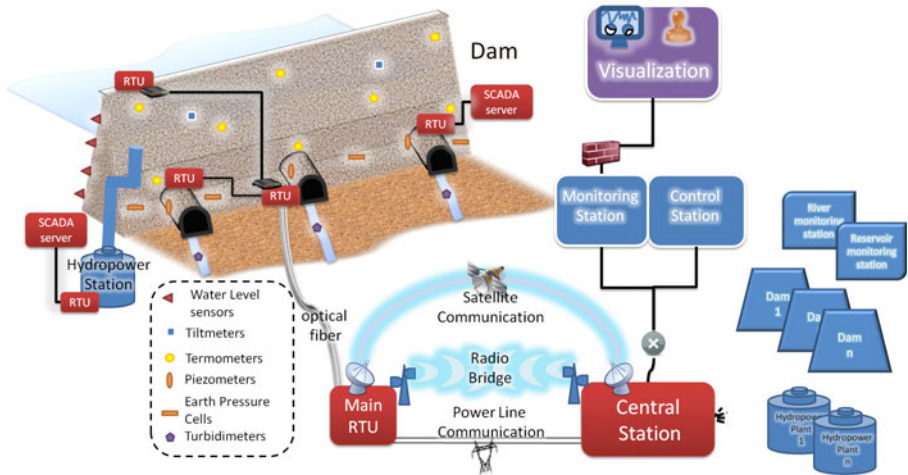 Dam
RTU
SCADA
server
RTU
RTU
RTU
SCADA
server
Hydropower
Station
RTU
Water Level
sensors
Tiltmeters
Termometers
Piezometers
Earth Pressure
Cells
Turbidimeters
optical
fiber
Satellite
Communication
Radio
Bridge
Power Line
Communication
Main
RTU
Central
Station
Visualization
Monitoring
Station
Control
Station
River
monitoring
station
Reservoir
monitoring
station
Dam
1
Da
Dam
n
Hydropower
Plant
1
Hydropower
Plant
n